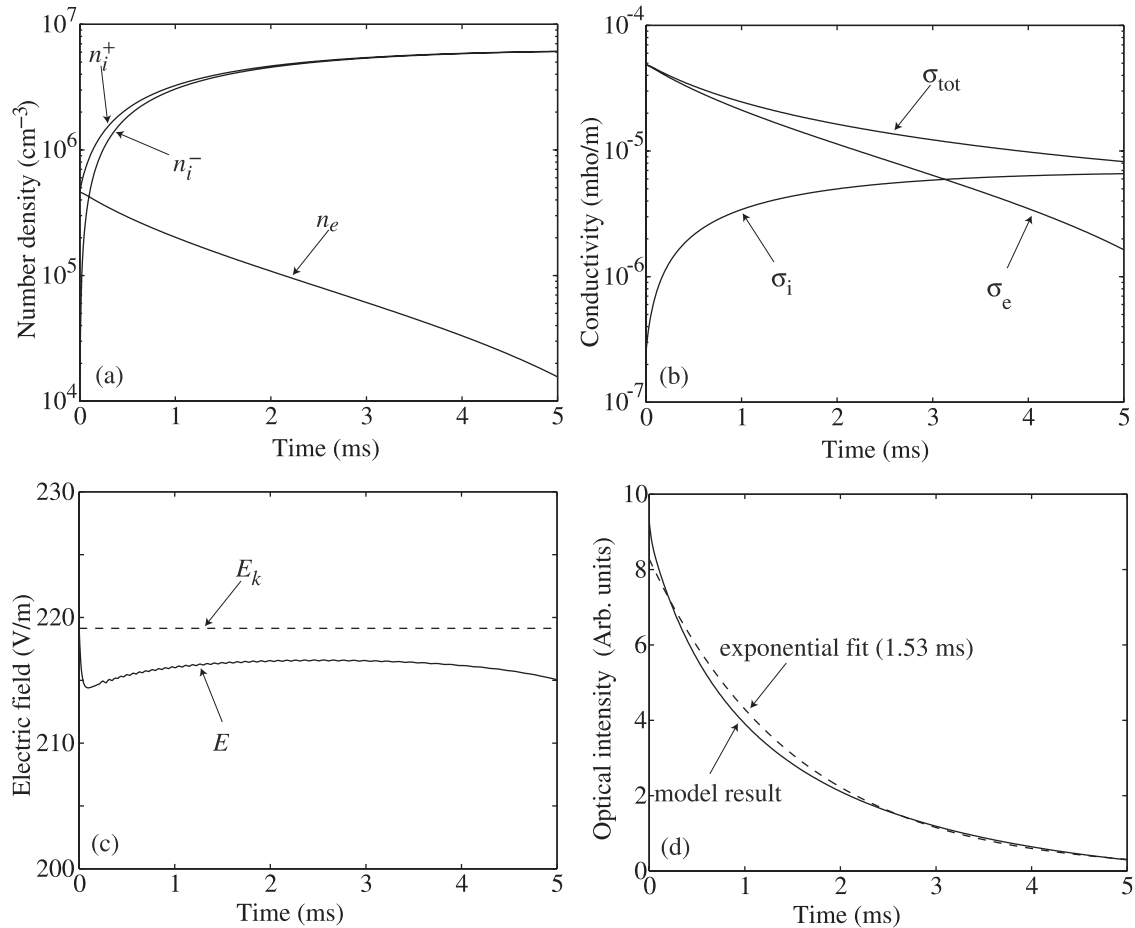 10^7
n_i^+
10^6
n_i^-
n_e
10^5
10^4
Number density (cm^−3)
(a)
0 1 2 3 4 5
Time (ms)
10^-4
σ_tot
10^-5
10^-6
σ_i
σ_e
10^-7
Conductivity (mho/m)
(b)
0 1 2 3 4 5
Time (ms)
230
E_k
220
E
210
200
Electric field (V/m)
(c)
0 1 2 3 4 5
Time (ms)
10
8
6
exponential fit (1.53 ms)
4
2
model result
0
Optical intensity (Arb. units)
(d)
0 1 2 3 4 5
Time (ms)